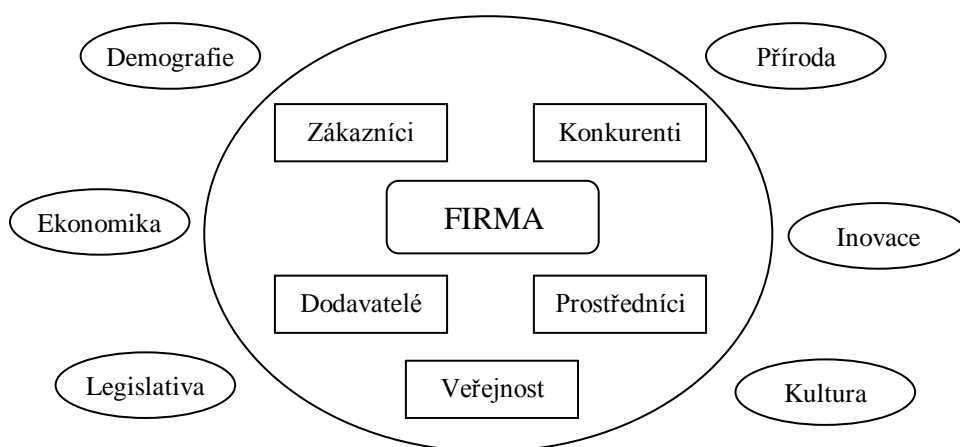 Demografie
Příroda
Zákazníci
Konkurenti
FIRMA
Ekonomika
Inovace
Dodavatelé
Prostředníci
Legislativa
Veřejnost
Kultura